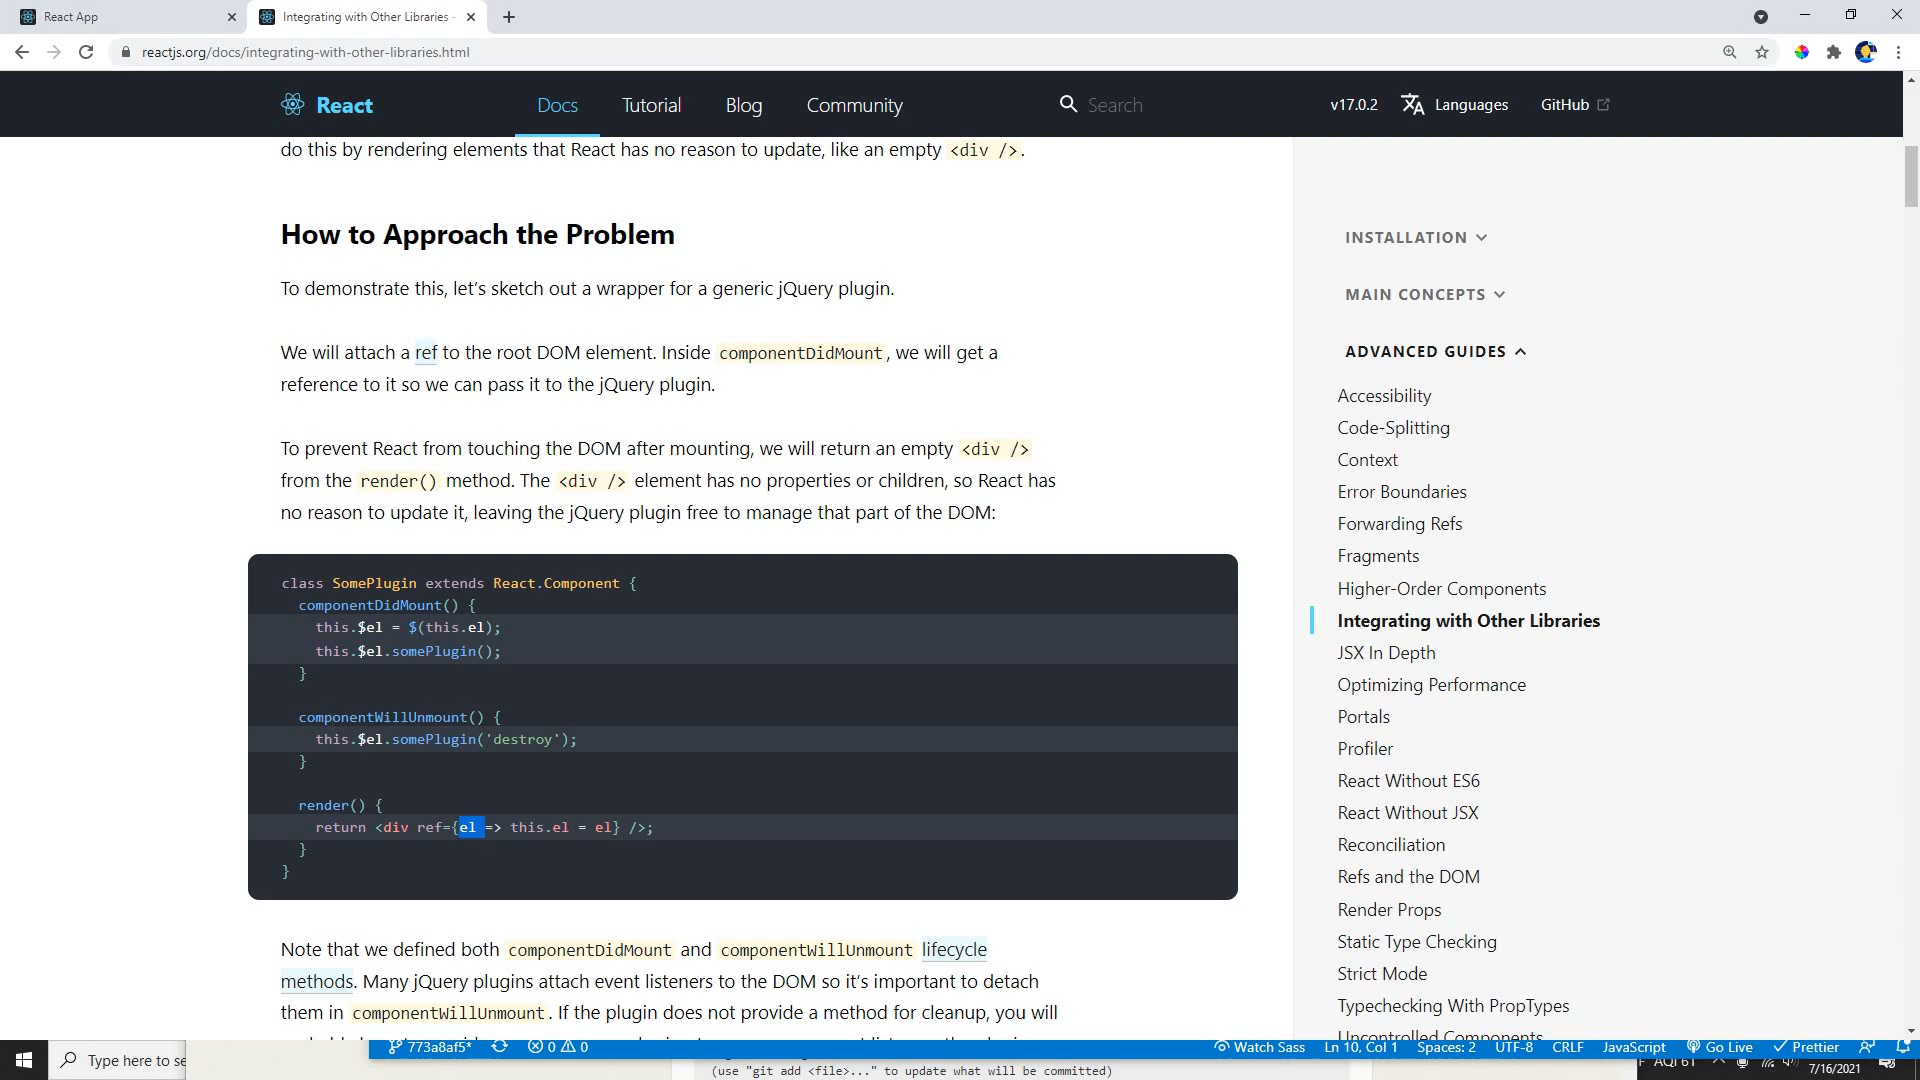 React App
Integrating with Other Libraries -
reactjs.org/docs/integrating-with-other-libraries.html
React
Docs
Tutorial
Blog
Community
Search
v17.0.2
Languages
GitHub
do this by rendering elements that React has no reason to update, like an empty <div />.
How to Approach the Problem
To demonstrate this, let’s sketch out a wrapper for a generic jQuery plugin.
We will attach a ref to the root DOM element. Inside componentDidMount, we will get a
reference to it so we can pass it to the jQuery plugin.
To prevent React from touching the DOM after mounting, we will return an empty <div />
from the render() method. The <div /> element has no properties or children, so React has
no reason to update it, leaving the jQuery plugin free to manage that part of the DOM:
class SomePlugin extends React.Component {
componentDidMount() {
this.$el = $(this.el);
this.$el.somePlugin();
}
componentWillUnmount() {
this.$el.somePlugin('destroy');
}
render() {
return <div ref={el => this.el = el} />;
}
}
Note that we defined both componentDidMount and componentWillUnmount lifecycle
methods. Many jQuery plugins attach event listeners to the DOM so it’s important to detach
them in componentWillUnmount. If the plugin does not provide a method for cleanup, you will
INSTALLATION
MAIN CONCEPTS
ADVANCED GUIDES
Accessibility
Code-Splitting
Context
Error Boundaries
Forwarding Refs
Fragments
Higher-Order Components
Integrating with Other Libraries
JSX In Depth
Optimizing Performance
Portals
Profiler
React Without ES6
React Without JSX
Reconciliation
Refs and the DOM
Render Props
Static Type Checking
Strict Mode
Typechecking With PropTypes
Uncontrolled Components
773a8af5*
0 0
Watch Sass
Ln 10, Col 1
Spaces: 2
UTF-8
CRLF
JavaScript
Go Live
Prettier
Type here to se
(use "git add <file>..." to update what will be committed)
AQI 61
7/16/2021